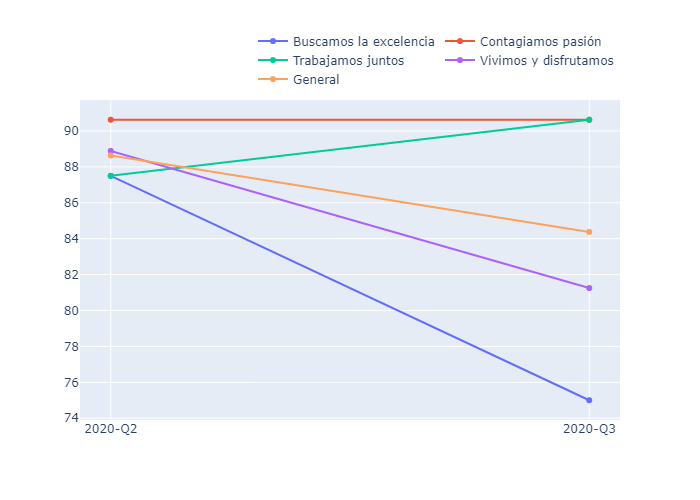 Buscamos la excelencia Contagiamos pasión
Trabajamos juntos Vivimos y disfrutamos
General
90
88
86
84
82
80
78
76
74
2020-Q2 2020-Q3